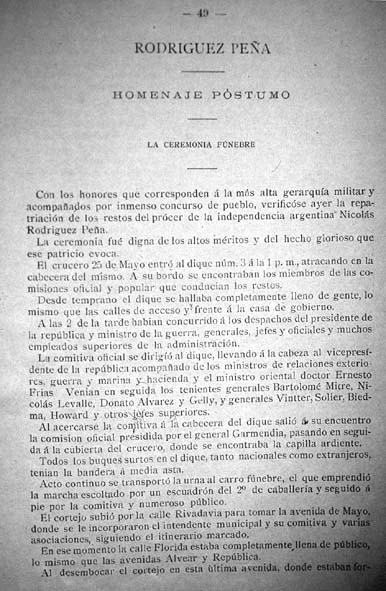 — 49 —
RODRIGUEZ PEÑA
HOMENAJE PÓSTUMO
LA CEREMONIA FÚNEBRE
Con los honores que corresponden á la más alta gerarquía militar y
acompañados por inmenso concurso de pueblo, verificóse ayer la repa-
triación de los restos del prócer de la independencia argentina Nicolás
Rodriguez Peña.
La ceremonia fué digna de los altos méritos y del hecho glorioso que
ese patricio evoca.
El crucero 25 de Mayo entró al dique núm. 3 á la 1 p. m., atracando en la
cabecera del mismo. A su bordo se encontraban los miembros de las co-
misiones oficial y popular que conducían los restos.
Desde temprano el dique se hallaba completamente lleno de gente, lo
mismo que las calles de acceso y frente á la casa de gobierno.
A las 2 de la tarde habian concurrido á los despachos del presidente de
la república y ministro de la guerra, generales, jefes y oficiales y muchos
empleados superiores de la administración.
La comitiva oficial se dirigió al dique, llevando á la cabeza al vicepresi-
dente de la república acompañado de los ministros de relaciones exterio-
res, guerra y marina y hacienda y el ministro oriental doctor Ernesto
Frias Venían en seguida los tenientes generales Bartolomé Mitre, Ni-
colás Levalle, Donato Alvarez y Gelly, y generales Vintter, Solier, Bied-
ma, Howard y otros jefes superiores.
Al acercarse la comitiva á la cabecera del dique salió á su encuentro
la comision oficial presidida por el general Garmendia, pasando en segui-
da á la cubierta del crucero, donde se encontraba la capilla ardiente.
Todos los buques surtos en el dique, tanto nacionales como extranjeros,
tenían la bandera á media asta.
Acto continuo se transportó la urna al carro fúnebre, el que emprendió
la marcha escoltado por un escuadrón del 2º de caballería y seguido á
pie por la comitiva y numeroso público.
El cortejo subió por la calle Rivadavia para tomar la avenida de Mayo,
donde se le incorporaron el intendente municipal y su comitiva y varias
asociaciones, siguiendo el itinerario marcado.
En ese momento la calle Florida estaba completamente llena de público,
lo mismo que las avenidas Alvear y República.
Al desembocar el cortejo en esta última avenida, donde estaban for-